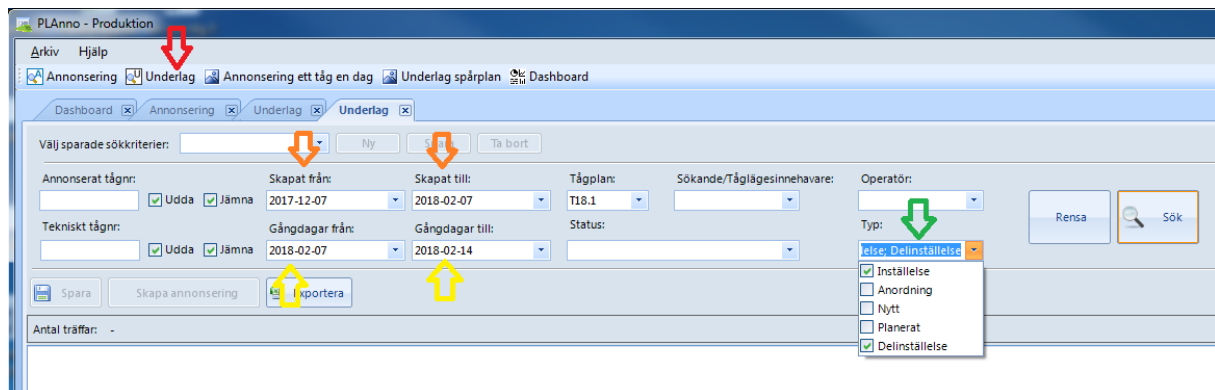 PLAnno - Produktion
Arkiv Hjälp
Annonsering Underlag Annonsering ett tåg en dag Underlag spårplan Dashboard
Dashboard Annonsering Underlag Underlag
Välj sparade sökkriterier: Ny Spara Ta bort
Annonserat tågnr: Skapat från: Skapat till: Tågplan: Sökande/Tåglägesinnehavare: Operatör:
Udda Jämna 2017-12-07 2018-02-07 T18.1
Rensa Sök
Tekniskt tågnr: Gångdagar från: Gångdagar till: Status: Typ:
Udda Jämna 2018-02-07 2018-02-14 else; Delinställelse
Inställelse
Spara Skapa annonsering Exportera
Anordning
Nytt
Planerat
Antal träffar: -
Delinställelse